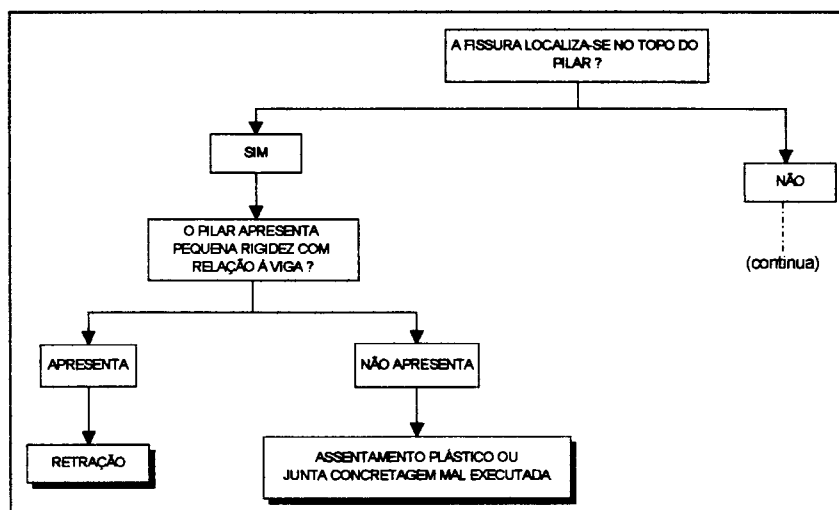 A FISSURA LOCALIZA-SE NO TOPO DO
PILAR ?
SIM
NÃO
O PILAR APRESENTA
PEQUENA RIGIDEZ COM
RELAÇÃO À VIGA ?
(continua)
APRESENTA
NÃO APRESENTA
RETRAÇÃO
ASSENTAMENTO PLÁSTICO OU
JUNTA CONCRETAGEM MAL EXECUTADA